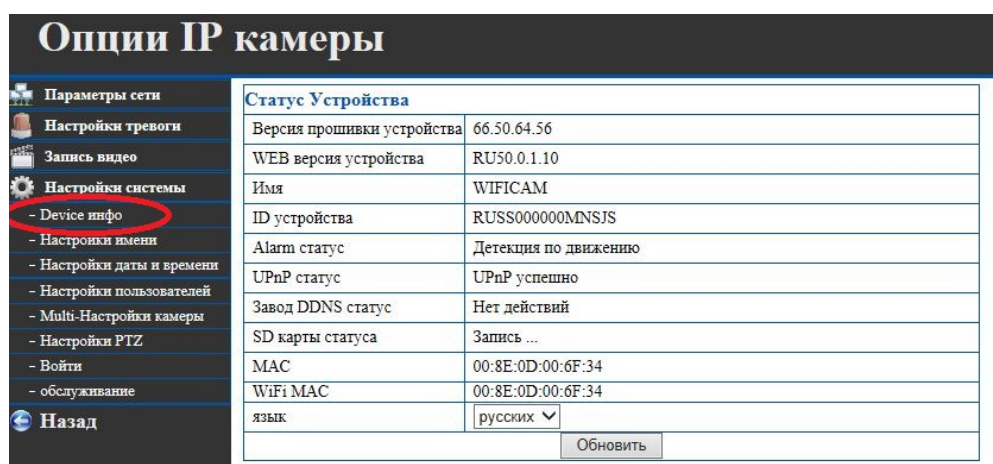 Опции IP камеры
Параметры сети
Настройки тревоги
Запись видео
Настройки системы
- Device инфо
- Настройки имени
- Настройки даты и времени
- Настройки пользователей
- Multi-Настройки камеры
- Настройки PTZ
- Войти
- обслуживание
Назад
Статус Устройства
Версия прошивки устройства 66.50.64.56
WEB версия устройства RU50.0.1.10
Имя WIFICAM
ID устройства RUSS000000MNSJS
Alarm статус Детекция по движению
UPnP статус UPnP успешно
Завод DDNS статус Нет действий
SD карты статуса Запись ...
MAC 00:8E:0D:00:6F:34
WiFi MAC 00:8E:0D:00:6F:34
язык русских
Обновить